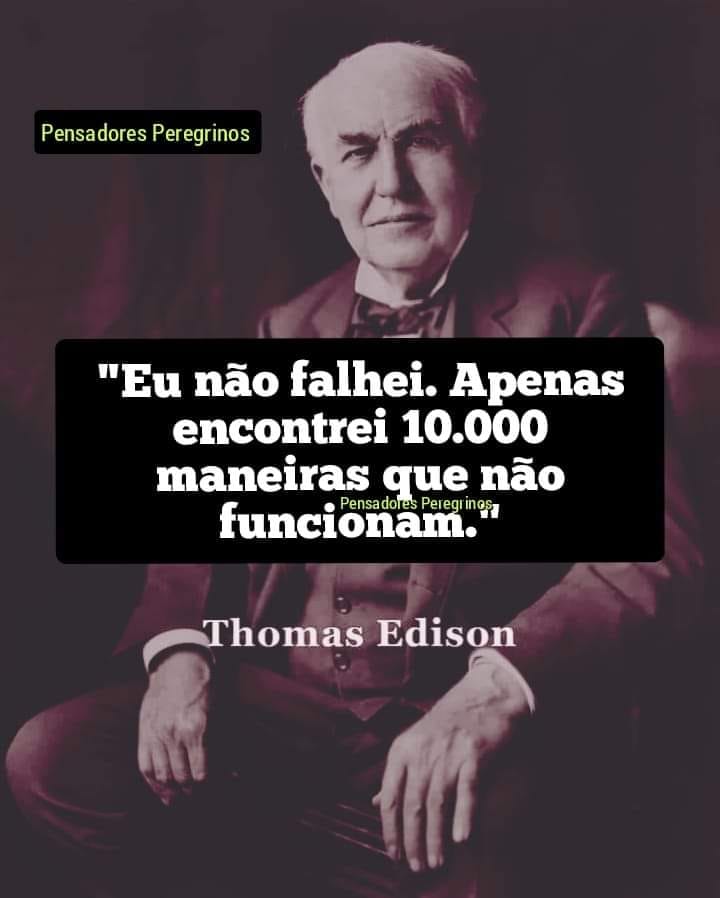 Pensadores Peregrinos
"Eu não falhei. Apenas
encontrei 10.000
maneiras que não
Pensadores Peregrinos
funcionam."
Thomas Edison